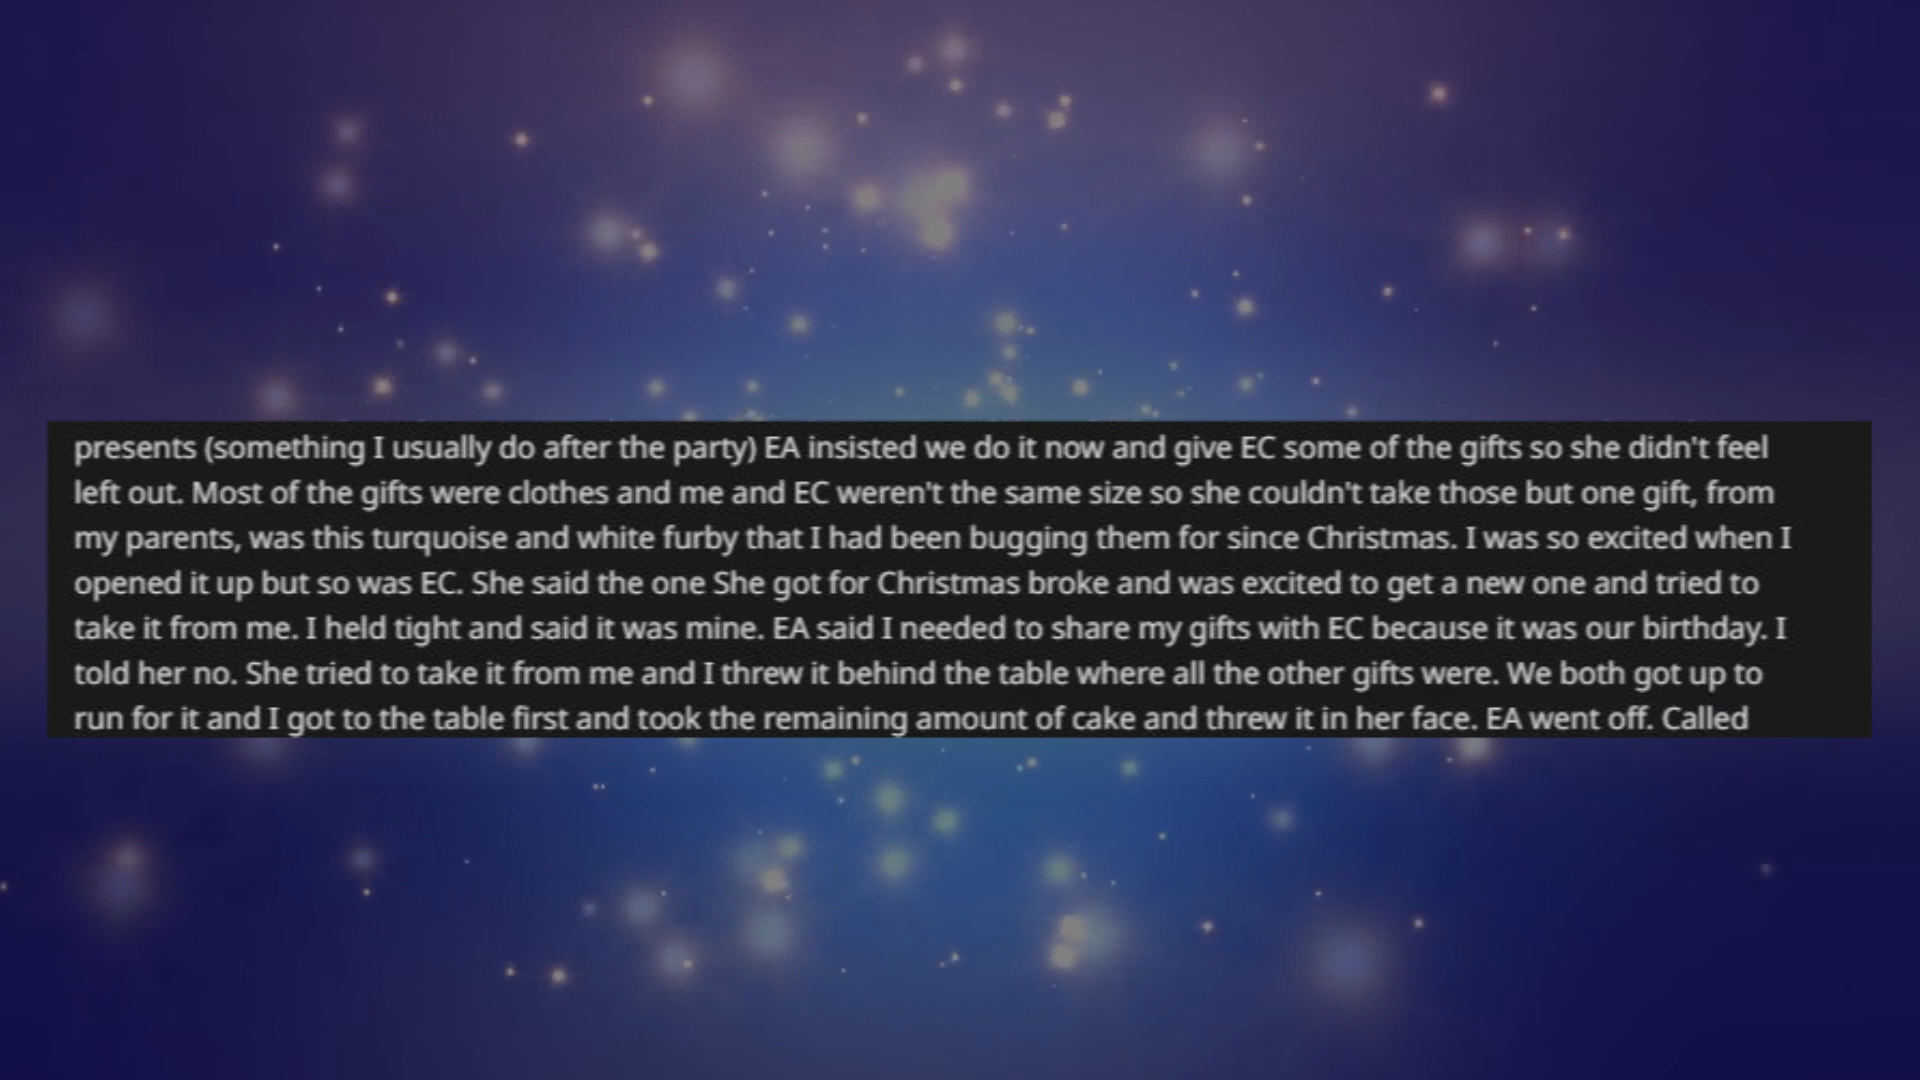 presents (something I usually do after the party) EA insisted we do it now and give EC some of the gifts so she didn't feel
left out. Most of the gifts were clothes and me and EC weren't the same size so she couldn't take those but one gift, from
my parents, was this turquoise and white furby that I had been bugging them for since Christmas. I was so excited when I
opened it up but so was EC. She said the one She got for Christmas broke and was excited to get a new one and tried to
take it from me. I held tight and said it was mine. EA said I needed to share my gifts with EC because it was our birthday. I
told her no. She tried to take it from me and I threw it behind the table where all the other gifts were. We both got up to
run for it and I got to the table first and took the remaining amount of cake and threw it in her face. EA went off. Called